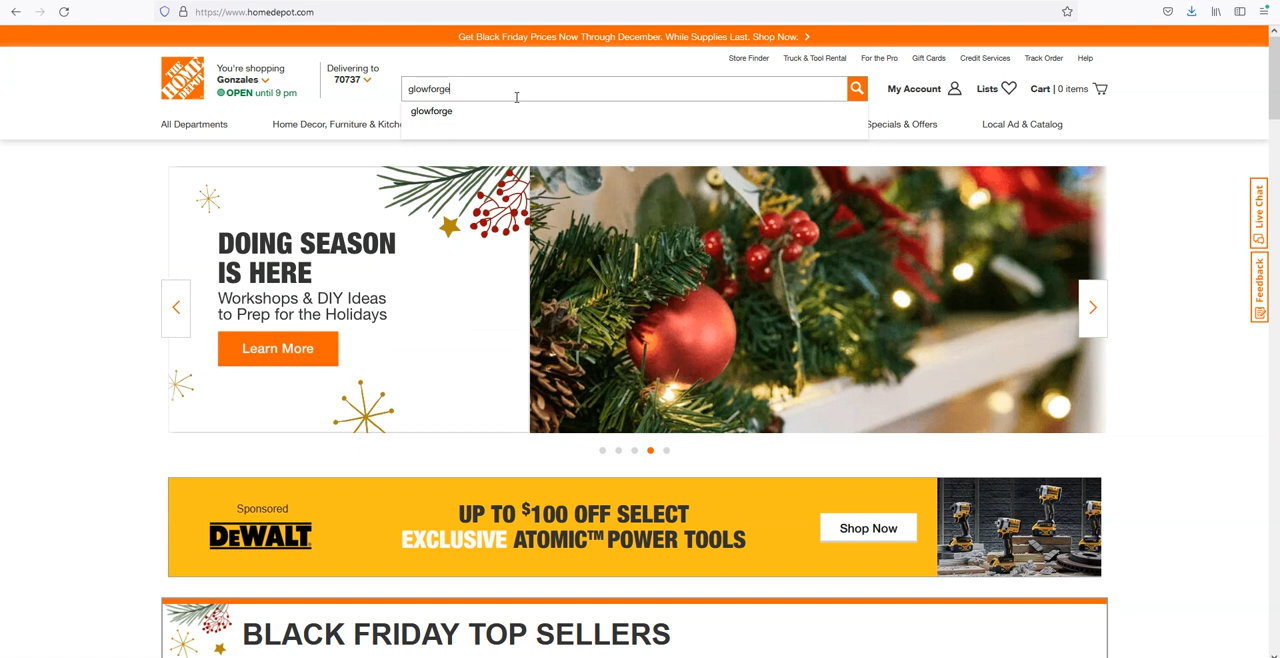 https://www.homedepot.com
Get Black Friday Prices Now Through December. While Supplies Last. Shop Now.
Store Finder
Truck & Tool Rental
For the Pro
Gift Cards
Credit Services
Track Order
Help
THE HOME DEPOT
You're shopping
Gonzales
OPEN until 9 pm
Delivering to
70737
glowforge
My Account
Lists
Cart | 0 items
glowforge
All Departments
Home Decor, Furniture & Kitche
Specials & Offers
Local Ad & Catalog
DOING SEASON
IS HERE
Workshops & DIY Ideas
to Prep for the Holidays
Learn More
Live Chat
Feedback
Sponsored
DEWALT
UP TO $100 OFF SELECT
EXCLUSIVE ATOMIC™ POWER TOOLS
Shop Now
BLACK FRIDAY TOP SELLERS